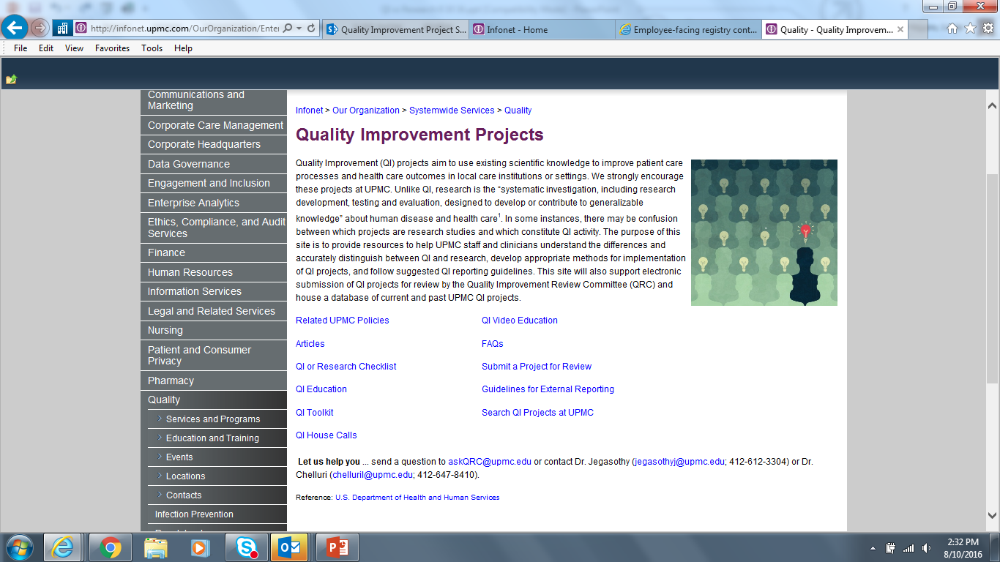 http://infonet.upmc.com/OurOrganization/Enter
Quality Improvement Project S...
Infonet - Home
Employee-facing registry cont...
Quality - Quality Improvem...
File Edit View Favorites Tools Help
Communications and
Marketing
Corporate Care Management
Corporate Headquarters
Data Governance
Engagement and Inclusion
Enterprise Analytics
Ethics, Compliance, and Audit
Services
Finance
Human Resources
Information Services
Legal and Related Services
Nursing
Patient and Consumer
Privacy
Pharmacy
Quality
Services and Programs
Education and Training
Events
Locations
Contacts
Infection Prevention
Infonet > Our Organization > Systemwide Services > Quality
Quality Improvement Projects
Quality Improvement (QI) projects aim to use existing scientific knowledge to improve patient care
processes and health care outcomes in local care institutions or settings. We strongly encourage
these projects at UPMC. Unlike QI, research is the “systematic investigation, including research
development, testing and evaluation, designed to develop or contribute to generalizable
knowledge” about human disease and health care1. In some instances, there may be confusion
between which projects are research studies and which constitute QI activity. The purpose of this
site is to provide resources to help UPMC staff and clinicians understand the differences and
accurately distinguish between QI and research, develop appropriate methods for implementation
of QI projects, and follow suggested QI reporting guidelines. This site will also support electronic
submission of QI projects for review by the Quality Improvement Review Committee (QRC) and
house a database of current and past UPMC QI projects.
Related UPMC Policies
QI Video Education
Articles
FAQs
QI or Research Checklist
Submit a Project for Review
QI Education
Guidelines for External Reporting
QI Toolkit
Search QI Projects at UPMC
QI House Calls
Let us help you ... send a question to askQRC@upmc.edu or contact Dr. Jegasothy (jegasothyj@upmc.edu; 412-612-3304) or Dr.
Chelluri (chelluril@upmc.edu; 412-647-8410).
Reference: U.S. Department of Health and Human Services
2:32 PM
8/10/2016